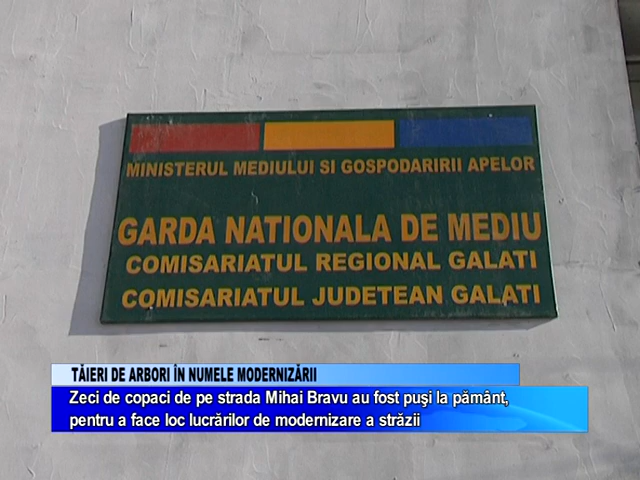 MINISTERUL MEDIULUI SI GOSPODARIRII APELOR
GARDA NATIONALA DE MEDIU
COMISARIATUL REGIONAL GALATI
COMISARIATUL JUDETEAN GALATI
TĂIERI DE ARBORI ÎN NUMELE MODERNIZĂRII
Zeci de copaci de pe strada Mihai Bravu au fost puşi la pământ,
pentru a face loc lucrărilor de modernizare a străzii